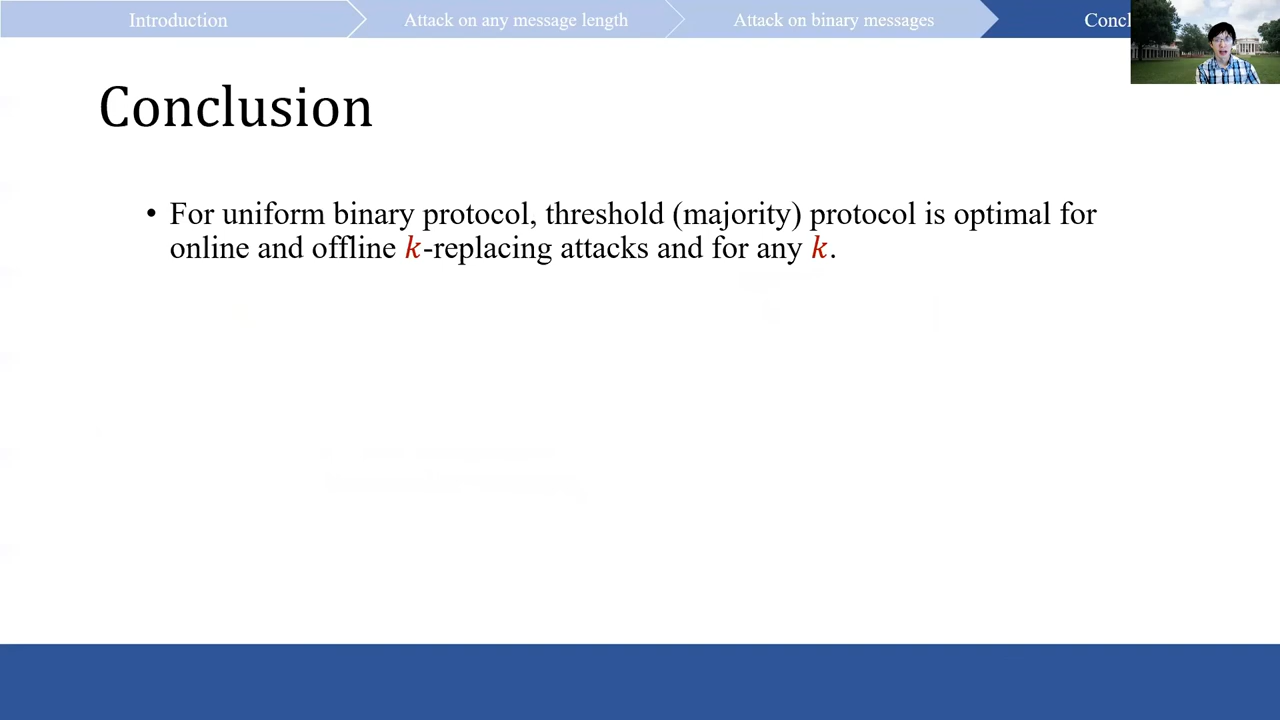 Introduction
Attack on any message length
Attack on binary messages
Conclusion
• For uniform binary protocol, threshold (majority) protocol is optimal for
online and offline k-replacing attacks and for any k.